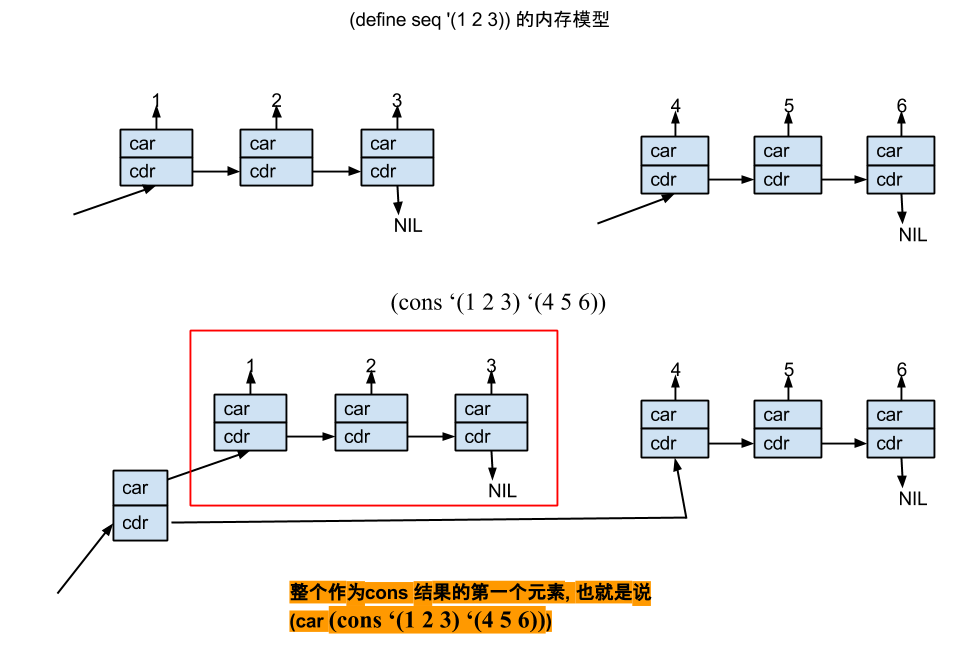 (define seq '(1 2 3)) 的内存模型
1 2 3 4 5 6
car car car car car car
cdr cdr cdr cdr cdr cdr
NIL NIL
(cons ‘(1 2 3) ‘(4 5 6))
1 2 3 4 5 6
car car car car car car
cdr cdr cdr cdr cdr cdr
NIL NIL
car
cdr
整个作为cons 结果的第一个元素, 也就是说
(car (cons ‘(1 2 3) ‘(4 5 6)))